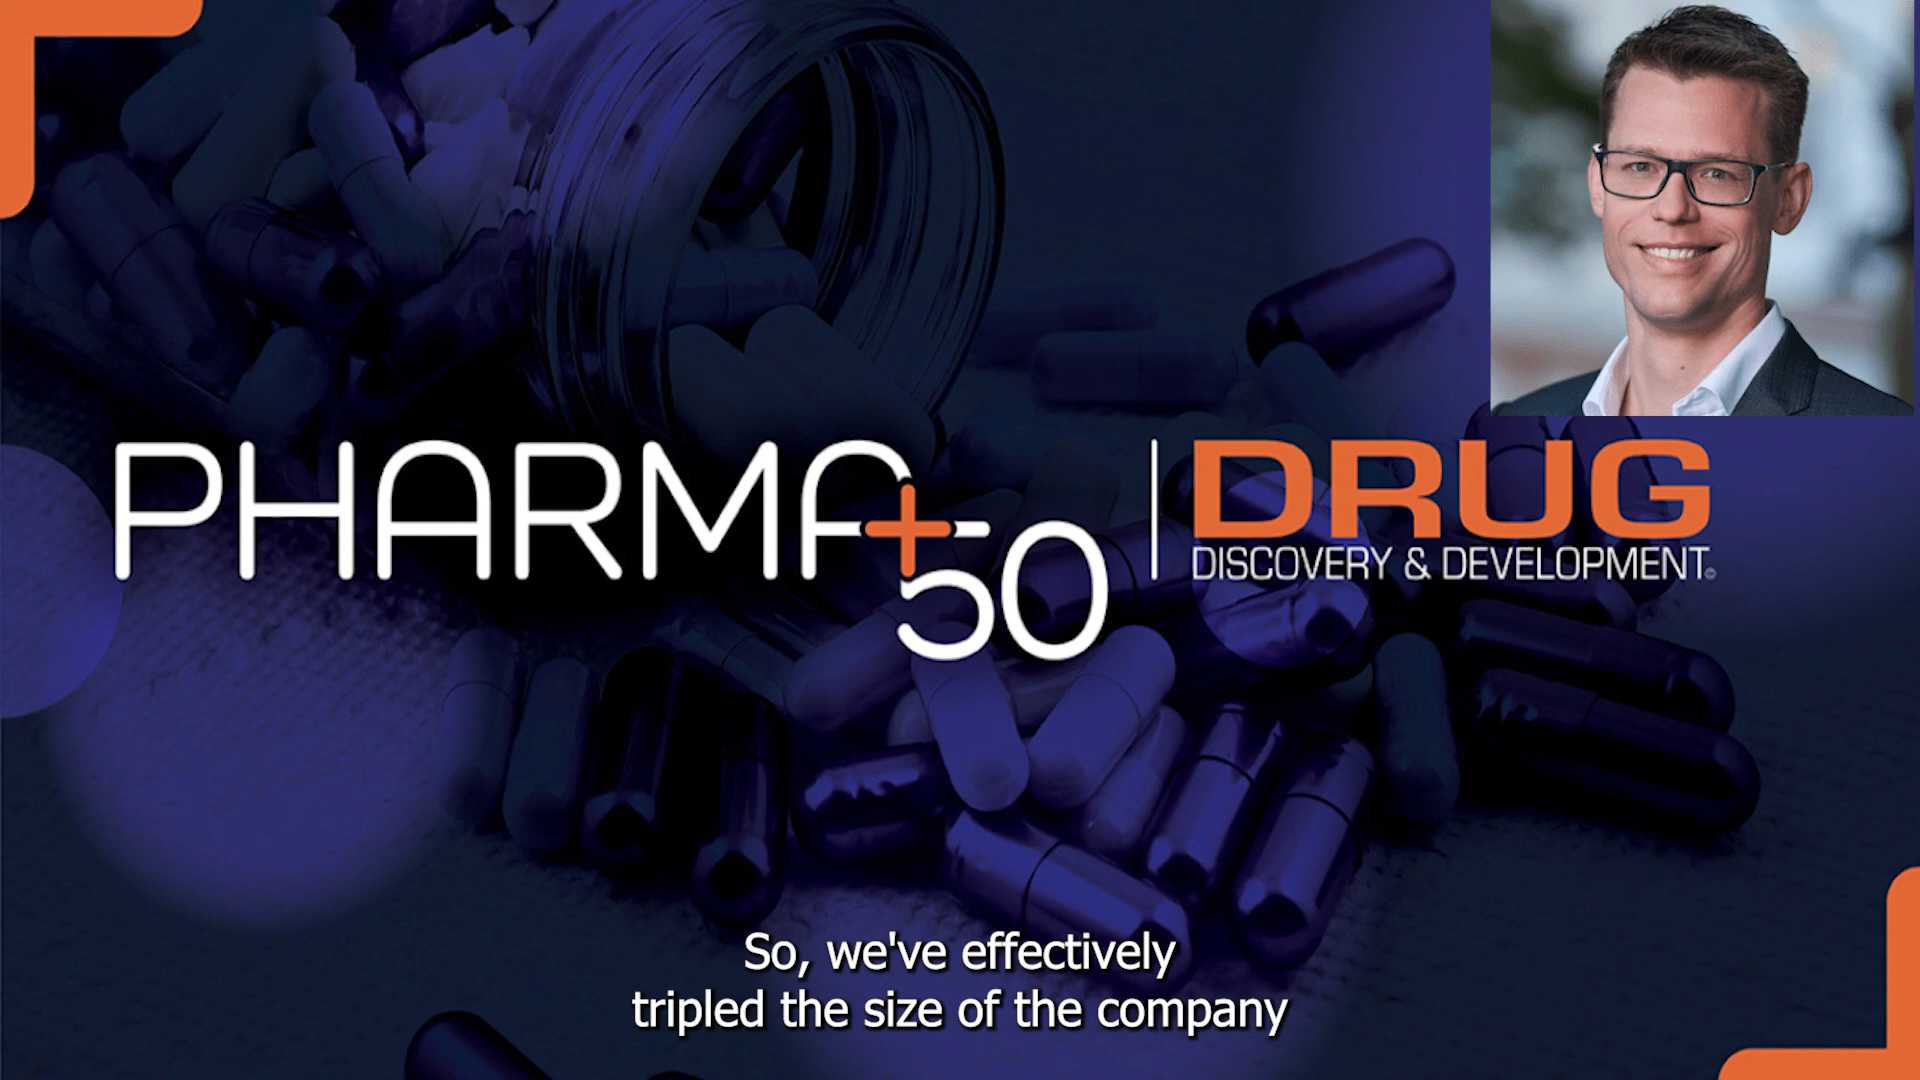 PHARMA
50
DRUG
DISCOVERY & DEVELOPMENT
So, we've effectively
tripled the size of the company